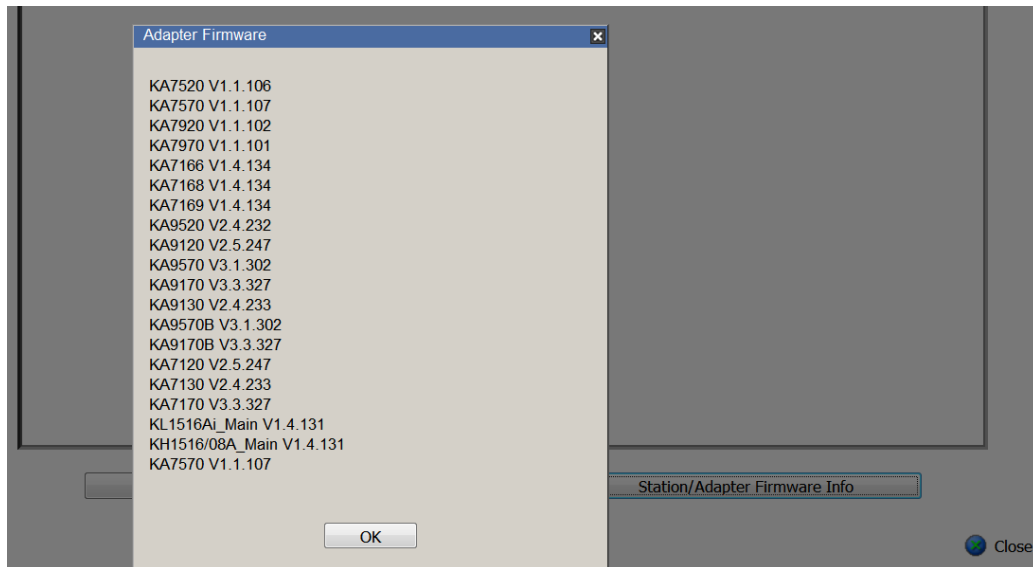 Adapter Firmware
KA7520 V1.1.106
KA7570 V1.1.107
KA7920 V1.1.102
KA7970 V1.1.101
KA7166 V1.4.134
KA7168 V1.4.134
KA7169 V1.4.134
KA9520 V2.4.232
KA9120 V2.5.247
KA9570 V3.1.302
KA9170 V3.3.327
KA9130 V2.4.233
KA9570B V3.1.302
KA9170B V3.3.327
KA7120 V2.5.247
KA7130 V2.4.233
KA7170 V3.3.327
KL1516Ai_Main V1.4.131
KH1516/08A_Main V1.4.131
KA7570 V1.1.107
Station/Adapter Firmware Info
OK
Close